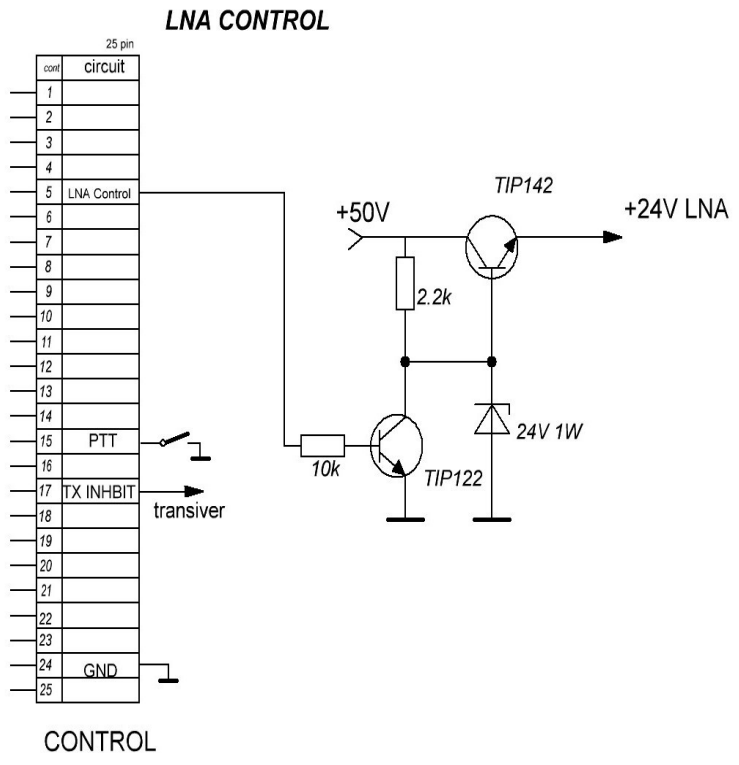 LNA CONTROL
25 pin
cont circuit
1
2
3
4
5 LNA Control
6
7
8
9
10
11
12
13
14
15 PTT
16
17 TX INHBIT
transiver
18
19
20
21
22
23
24 GND
25
CONTROL
+50V
TIP142
+24V LNA
2.2k
10k
TIP122
24V 1W